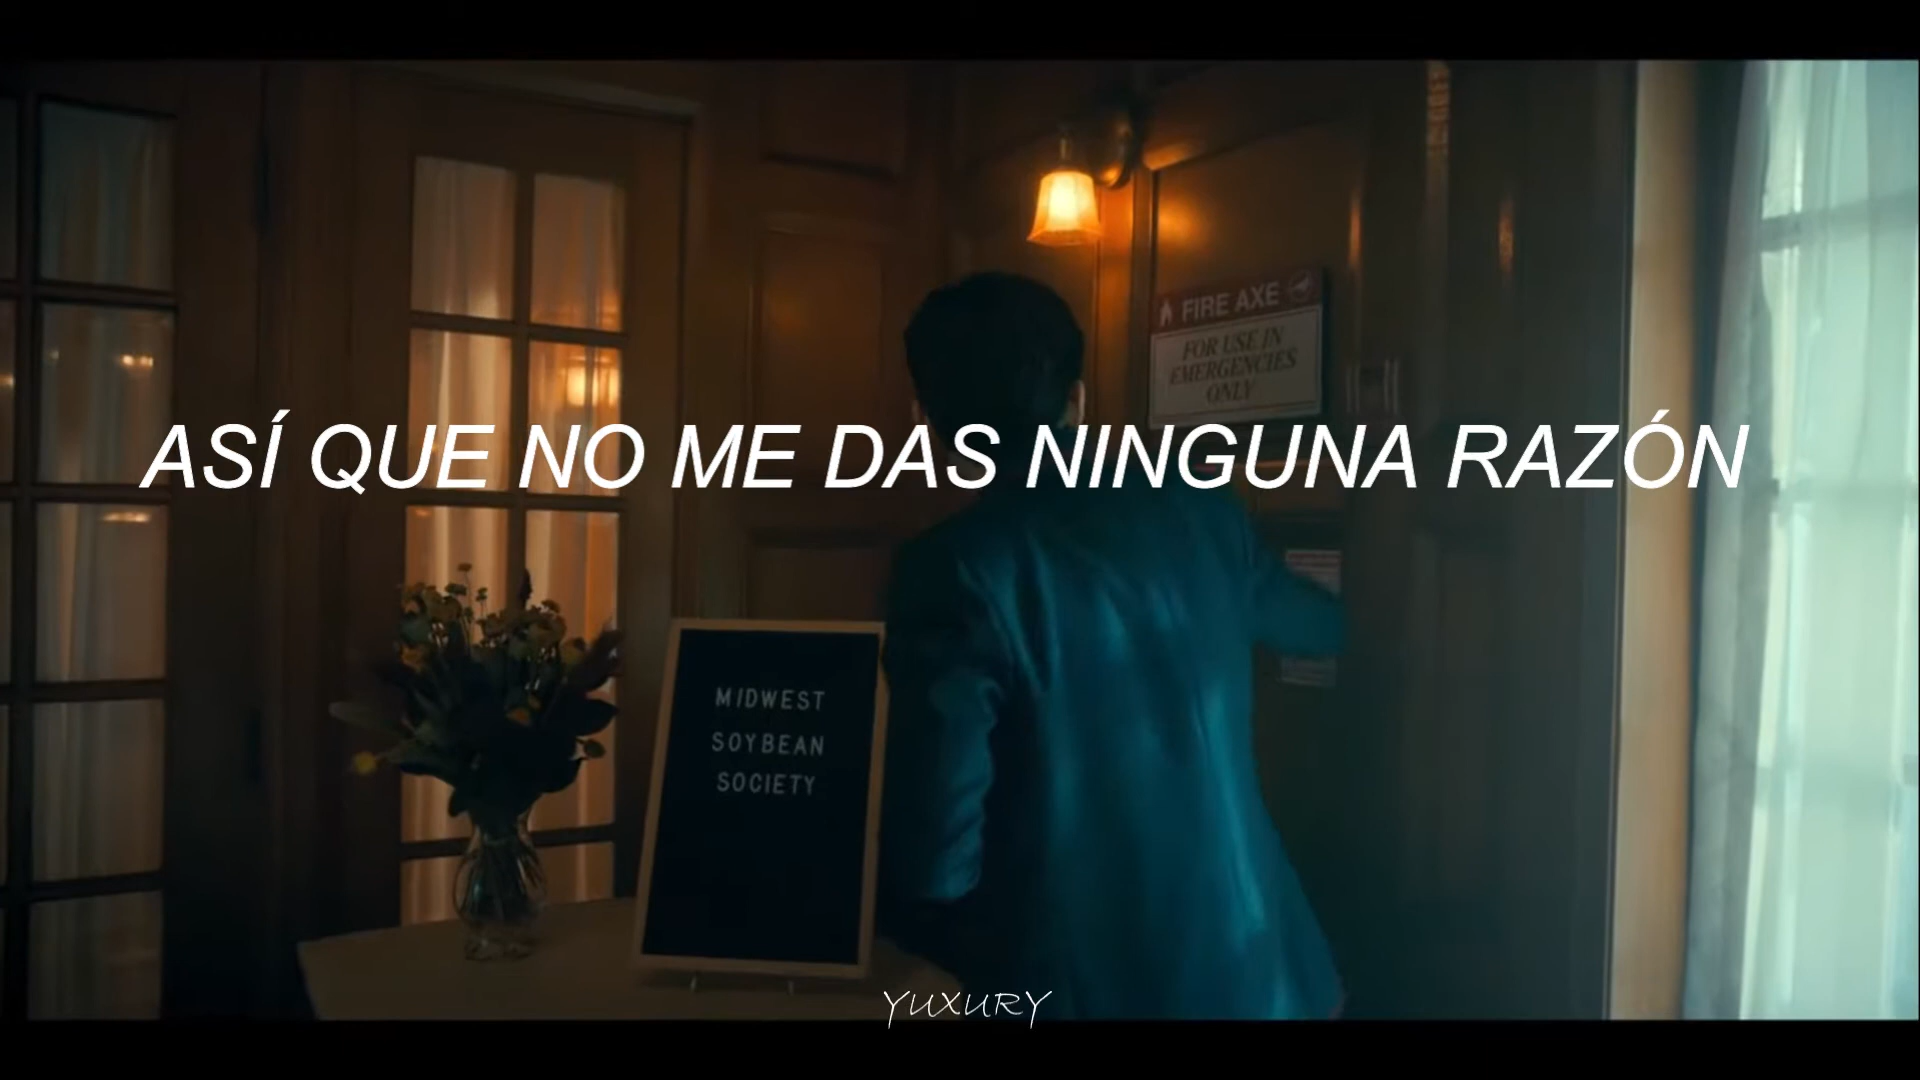 FIRE AXE
FOR USE IN
EMERGENCIES
ONLY
ASÍ QUE NO ME DAS NINGUNA RAZÓN
MIDWEST
SOYBEAN
SOCIETY
YUXURY